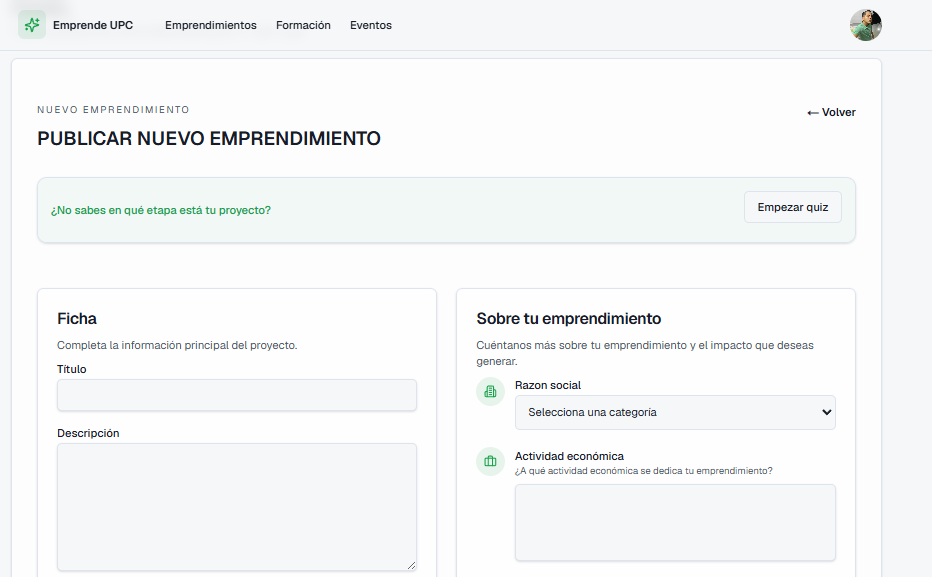 Emprende UPC
Emprendimientos
Formación
Eventos
NUEVO EMPRENDIMIENTO
← Volver
PUBLICAR NUEVO EMPRENDIMIENTO
¿No sabes en qué etapa está tu proyecto?
Empezar quiz
Ficha
Completa la información principal del proyecto.
Título
Descripción
Sobre tu emprendimiento
Cuéntanos más sobre tu emprendimiento y el impacto que deseas
generar.
Razon social
Selecciona una categoría
Actividad económica
¿A qué actividad económica se dedica tu emprendimiento?